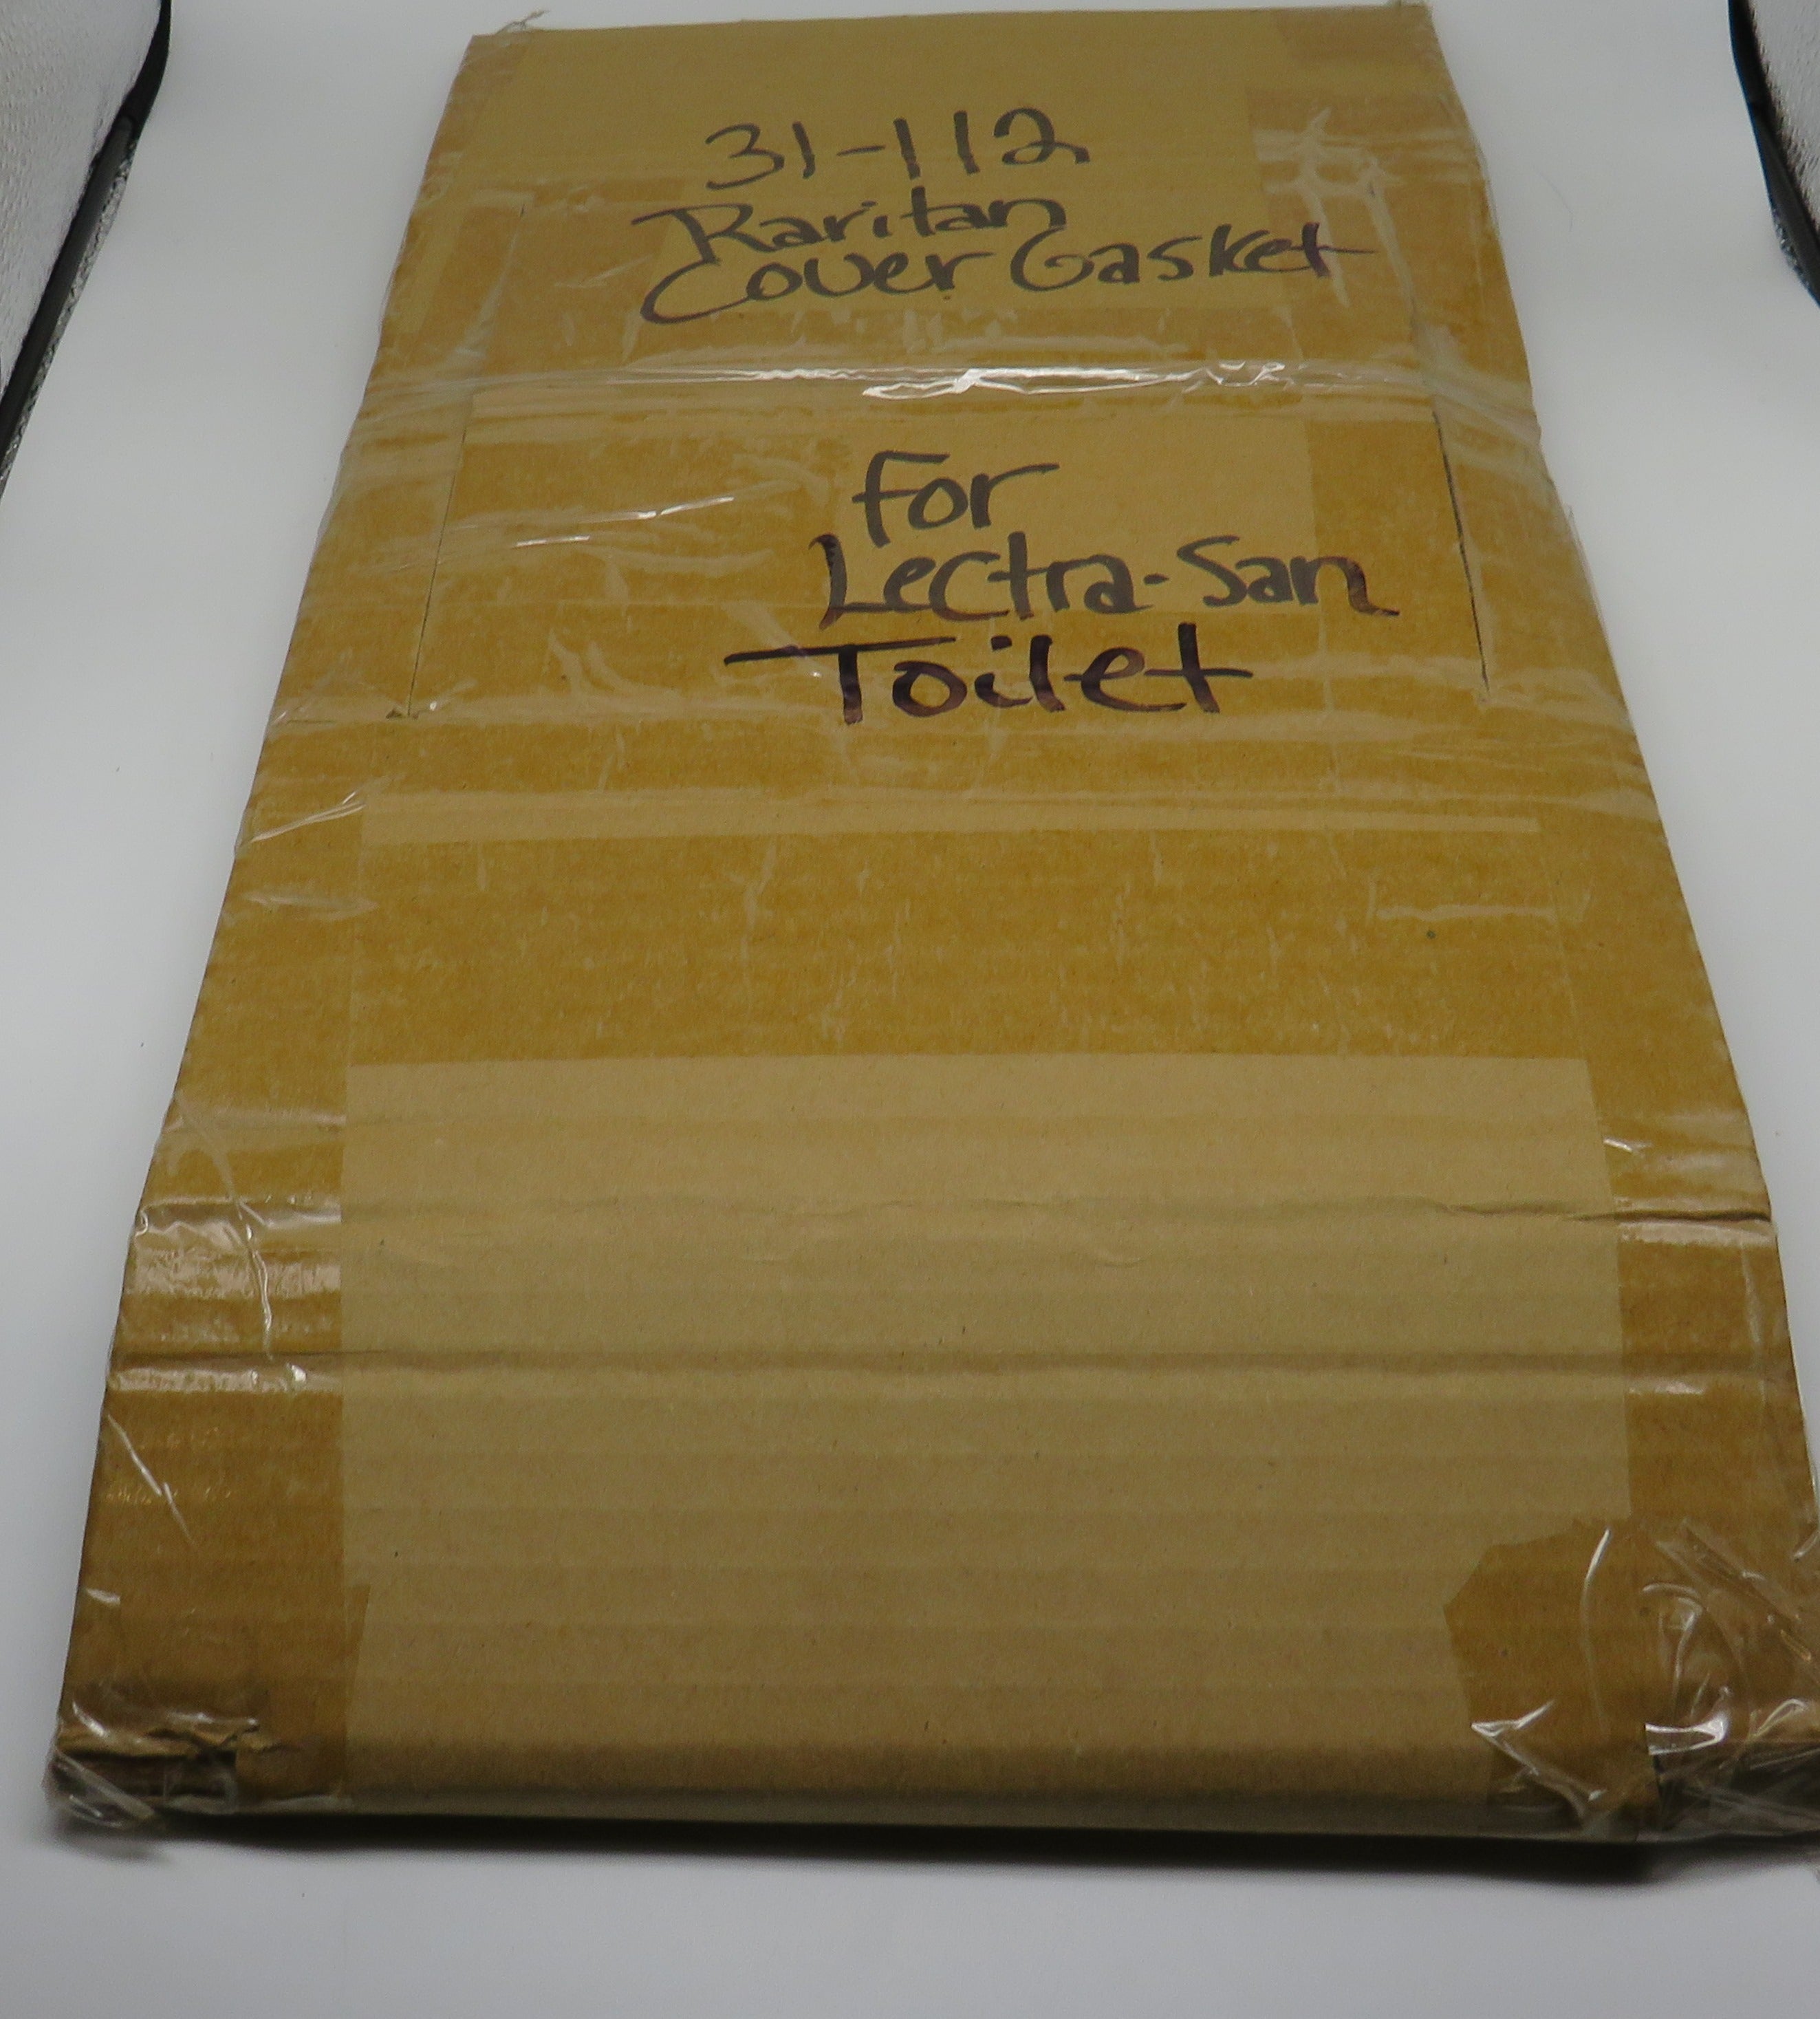 31-112
Raritan
Cover Gasket
For
Lectra-San
Toilet